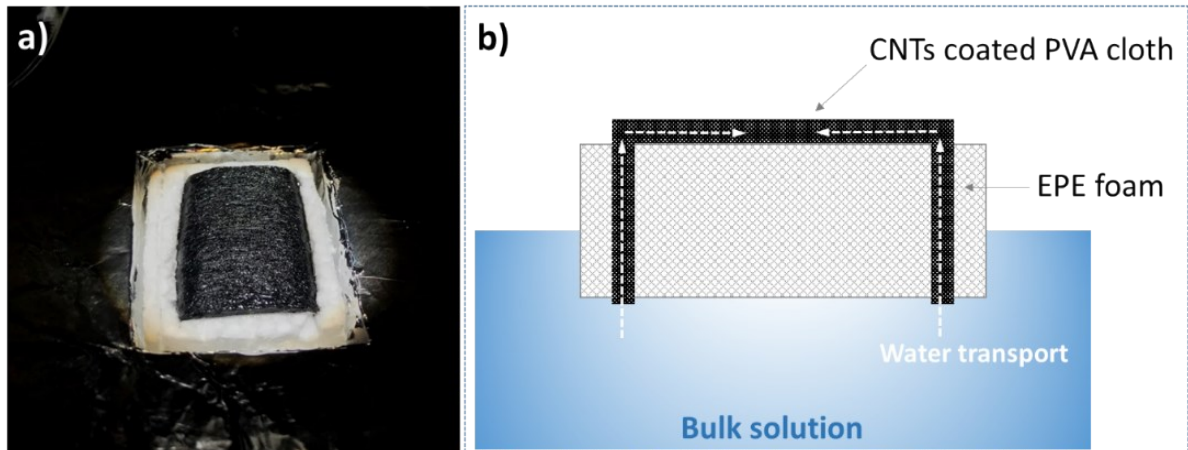 a)
b)
CNTs coated PVA cloth
EPE foam
Water transport
Bulk solution